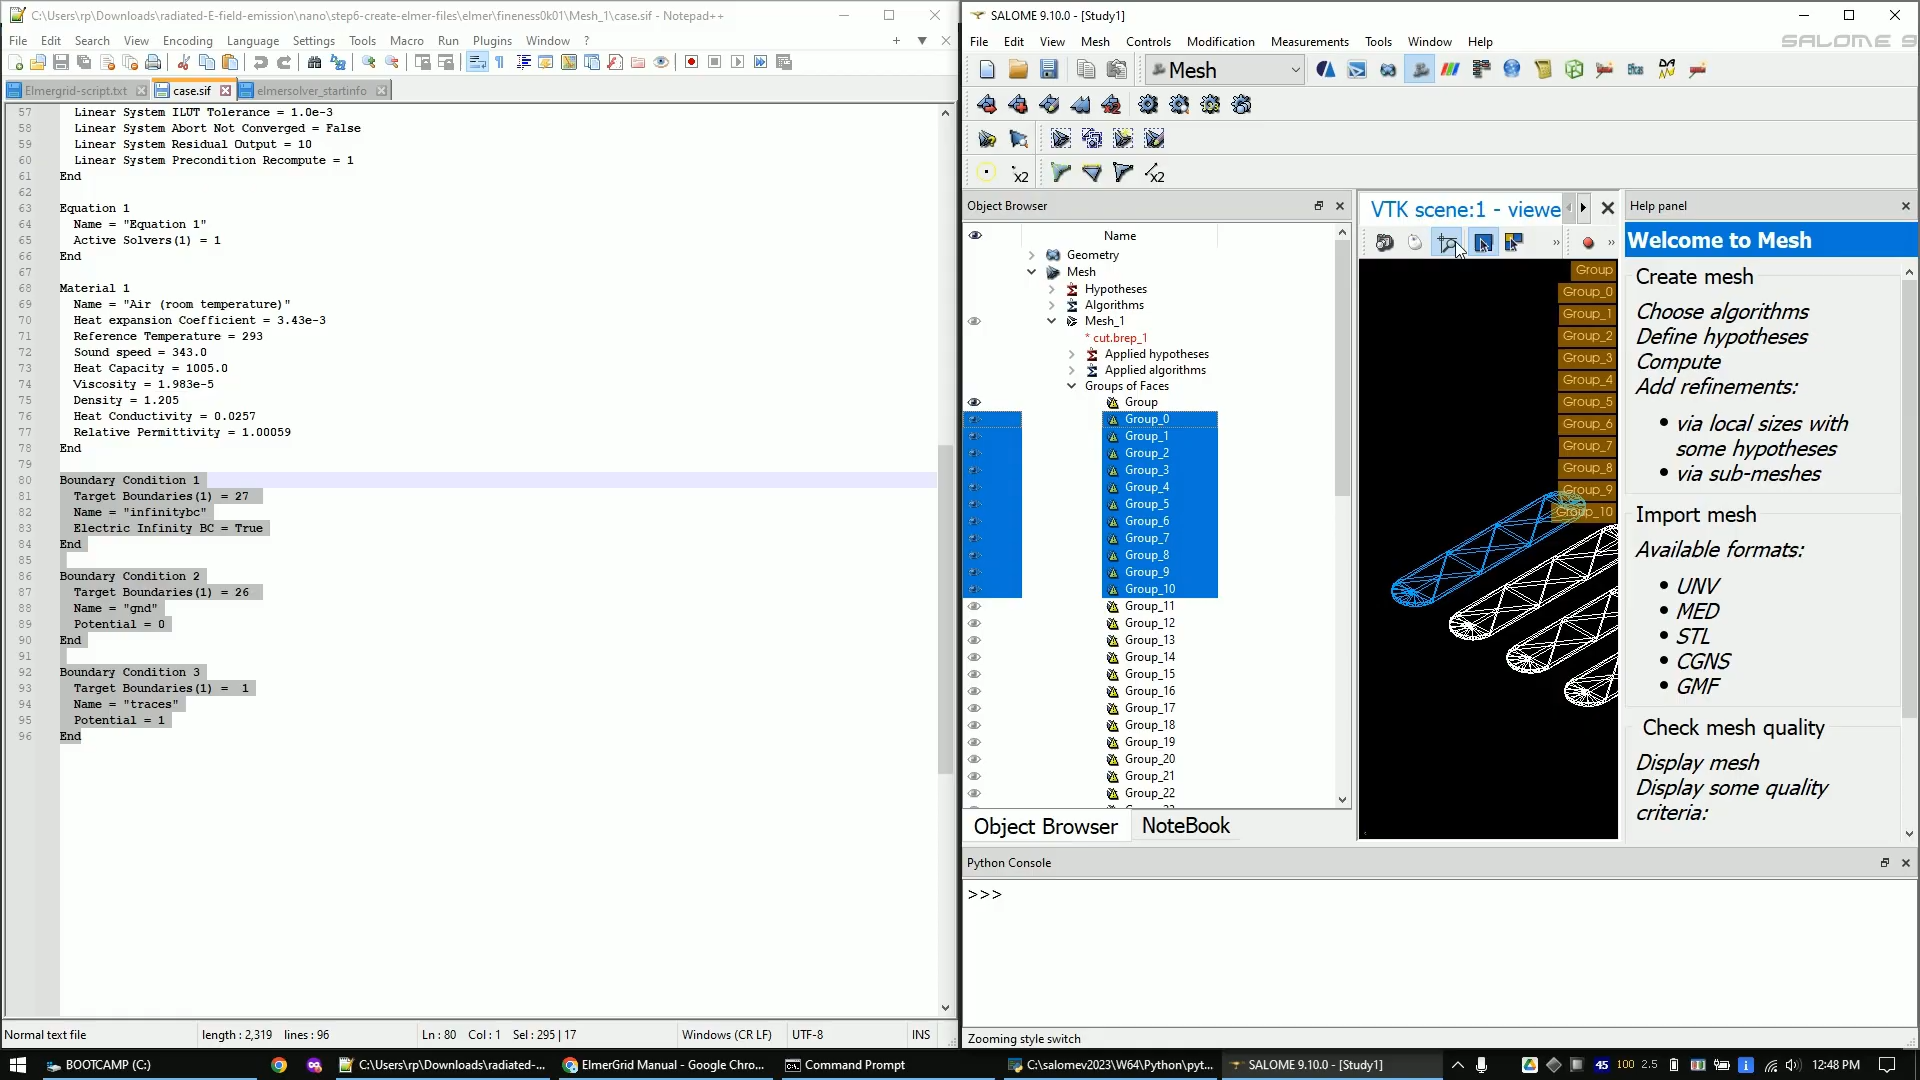 C:\Users\rp\Downloads\radiated-E-field-emission\nano\step6-create-elmer-files\elmer\fineness0k01\Mesh_1\case.sif - Notepad++
File Edit Search View Encoding Language Settings Tools Macro Run Plugins Window ?
Elmergrid-script.txt case.sif elmersolver_startinfo
57 Linear System ILUT Tolerance = 1.0e-3
58 Linear System Abort Not Converged = False
59 Linear System Residual Output = 10
60 Linear System Precondition Recompute = 1
61 End
62
63 Equation 1
64 Name = "Equation 1"
65 Active Solvers(1) = 1
66 End
67
68 Material 1
69 Name = "Air (room temperature)"
70 Heat expansion Coefficient = 3.43e-3
71 Reference Temperature = 293
72 Sound speed = 343.0
73 Heat Capacity = 1005.0
74 Viscosity = 1.983e-5
75 Density = 1.205
76 Heat Conductivity = 0.0257
77 Relative Permittivity = 1.00059
78 End
79
80 Boundary Condition 1
81 Target Boundaries(1) = 27
82 Name = "infinitybc"
83 Electric Infinity BC = True
84 End
85
86 Boundary Condition 2
87 Target Boundaries(1) = 26
88 Name = "gnd"
89 Potential = 0
90 End
91
92 Boundary Condition 3
93 Target Boundaries(1) = 1
94 Name = "traces"
95 Potential = 1
96 End
Normal text file length : 2,319 lines : 96 Ln : 80 Col : 1 Sel : 295 | 17 Windows (CR LF) UTF-8 INS
SALOME 9.10.0 - [Study1]
File Edit View Mesh Controls Modification Measurements Tools Window Help
SALOME 9
Mesh
x2 x2
Object Browser
Name
Geometry
Mesh
Hypotheses
Algorithms
Mesh_1
* cut.brep_1
Applied hypotheses
Applied algorithms
Groups of Faces
Group
Group_0
Group_1
Group_2
Group_3
Group_4
Group_5
Group_6
Group_7
Group_8
Group_9
Group_10
Group_11
Group_12
Group_13
Group_14
Group_15
Group_16
Group_17
Group_18
Group_19
Group_20
Group_21
Group_22
Object Browser NoteBook
VTK scene:1 - viewe
Group
Group_0
Group_1
Group_2
Group_3
Group_4
Group_5
Group_6
Group_7
Group_8
Group_9
Group_10
Help panel
Welcome to Mesh
Create mesh
Choose algorithms
Define hypotheses
Compute
Add refinements:
• via local sizes with
some hypotheses
• via sub-meshes
Import mesh
Available formats:
• UNV
• MED
• STL
• CGNS
• GMF
Check mesh quality
Display mesh
Display some quality
criteria:
Python Console
>>>
Zooming style switch
BOOTCAMP (C:) C:\Users\rp\Downloads\radiated-... ElmerGrid Manual - Google Chro... Command Prompt C:\salomev2023\W64\Python\pyt... SALOME 9.10.0 - [Study1] 45 100 2.5 12:48 PM